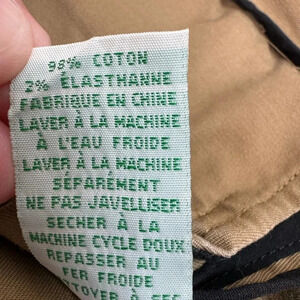 98% COTON
2% ÉLASTHANNE
FABRIQUE EN CHINE
LAVER À LA MACHINE
À L'EAU FROIDE
LAVER À LA MACHINE
SÉPARÉMENT
NE PAS JAVELLISER
SECHER À LA
MACHINE CYCLE DOUX
REPASSER AU
FER FROIDE